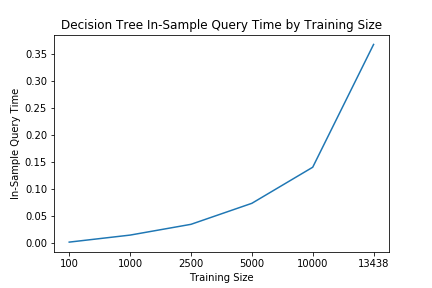 Decision Tree In-Sample Query Time by Training Size
In-Sample Query Time
0.35
0.30
0.25
0.20
0.15
0.10
0.05
0.00
100 1000 2500 5000 10000 13438
Training Size